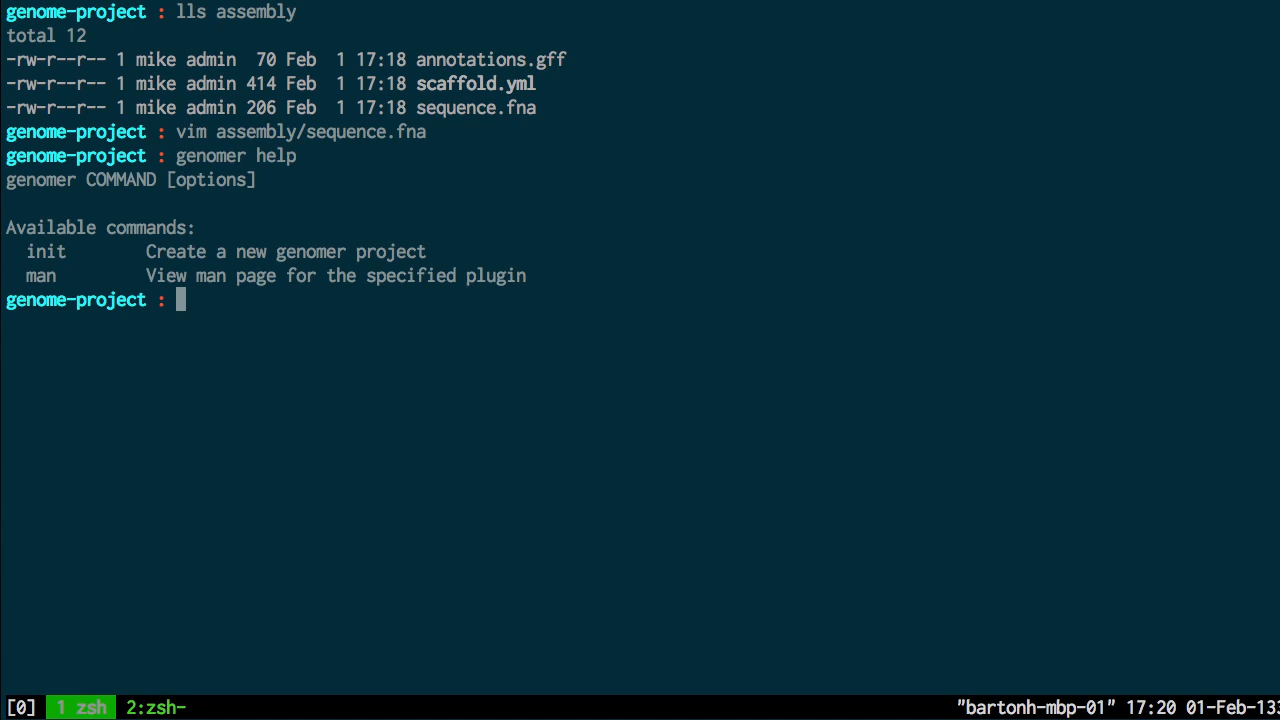 genome-project : lls assembly
total 12
-rw-r--r-- 1 mike admin  70 Feb  1 17:18 annotations.gff
-rw-r--r-- 1 mike admin 414 Feb  1 17:18 scaffold.yml
-rw-r--r-- 1 mike admin 206 Feb  1 17:18 sequence.fna
genome-project : vim assembly/sequence.fna
genome-project : genomer help
genomer COMMAND [options]

Available commands:
  init        Create a new genomer project
  man         View man page for the specified plugin
genome-project :
[0] 1 zsh 2:zsh- "bartonh-mbp-01" 17:20 01-Feb-13